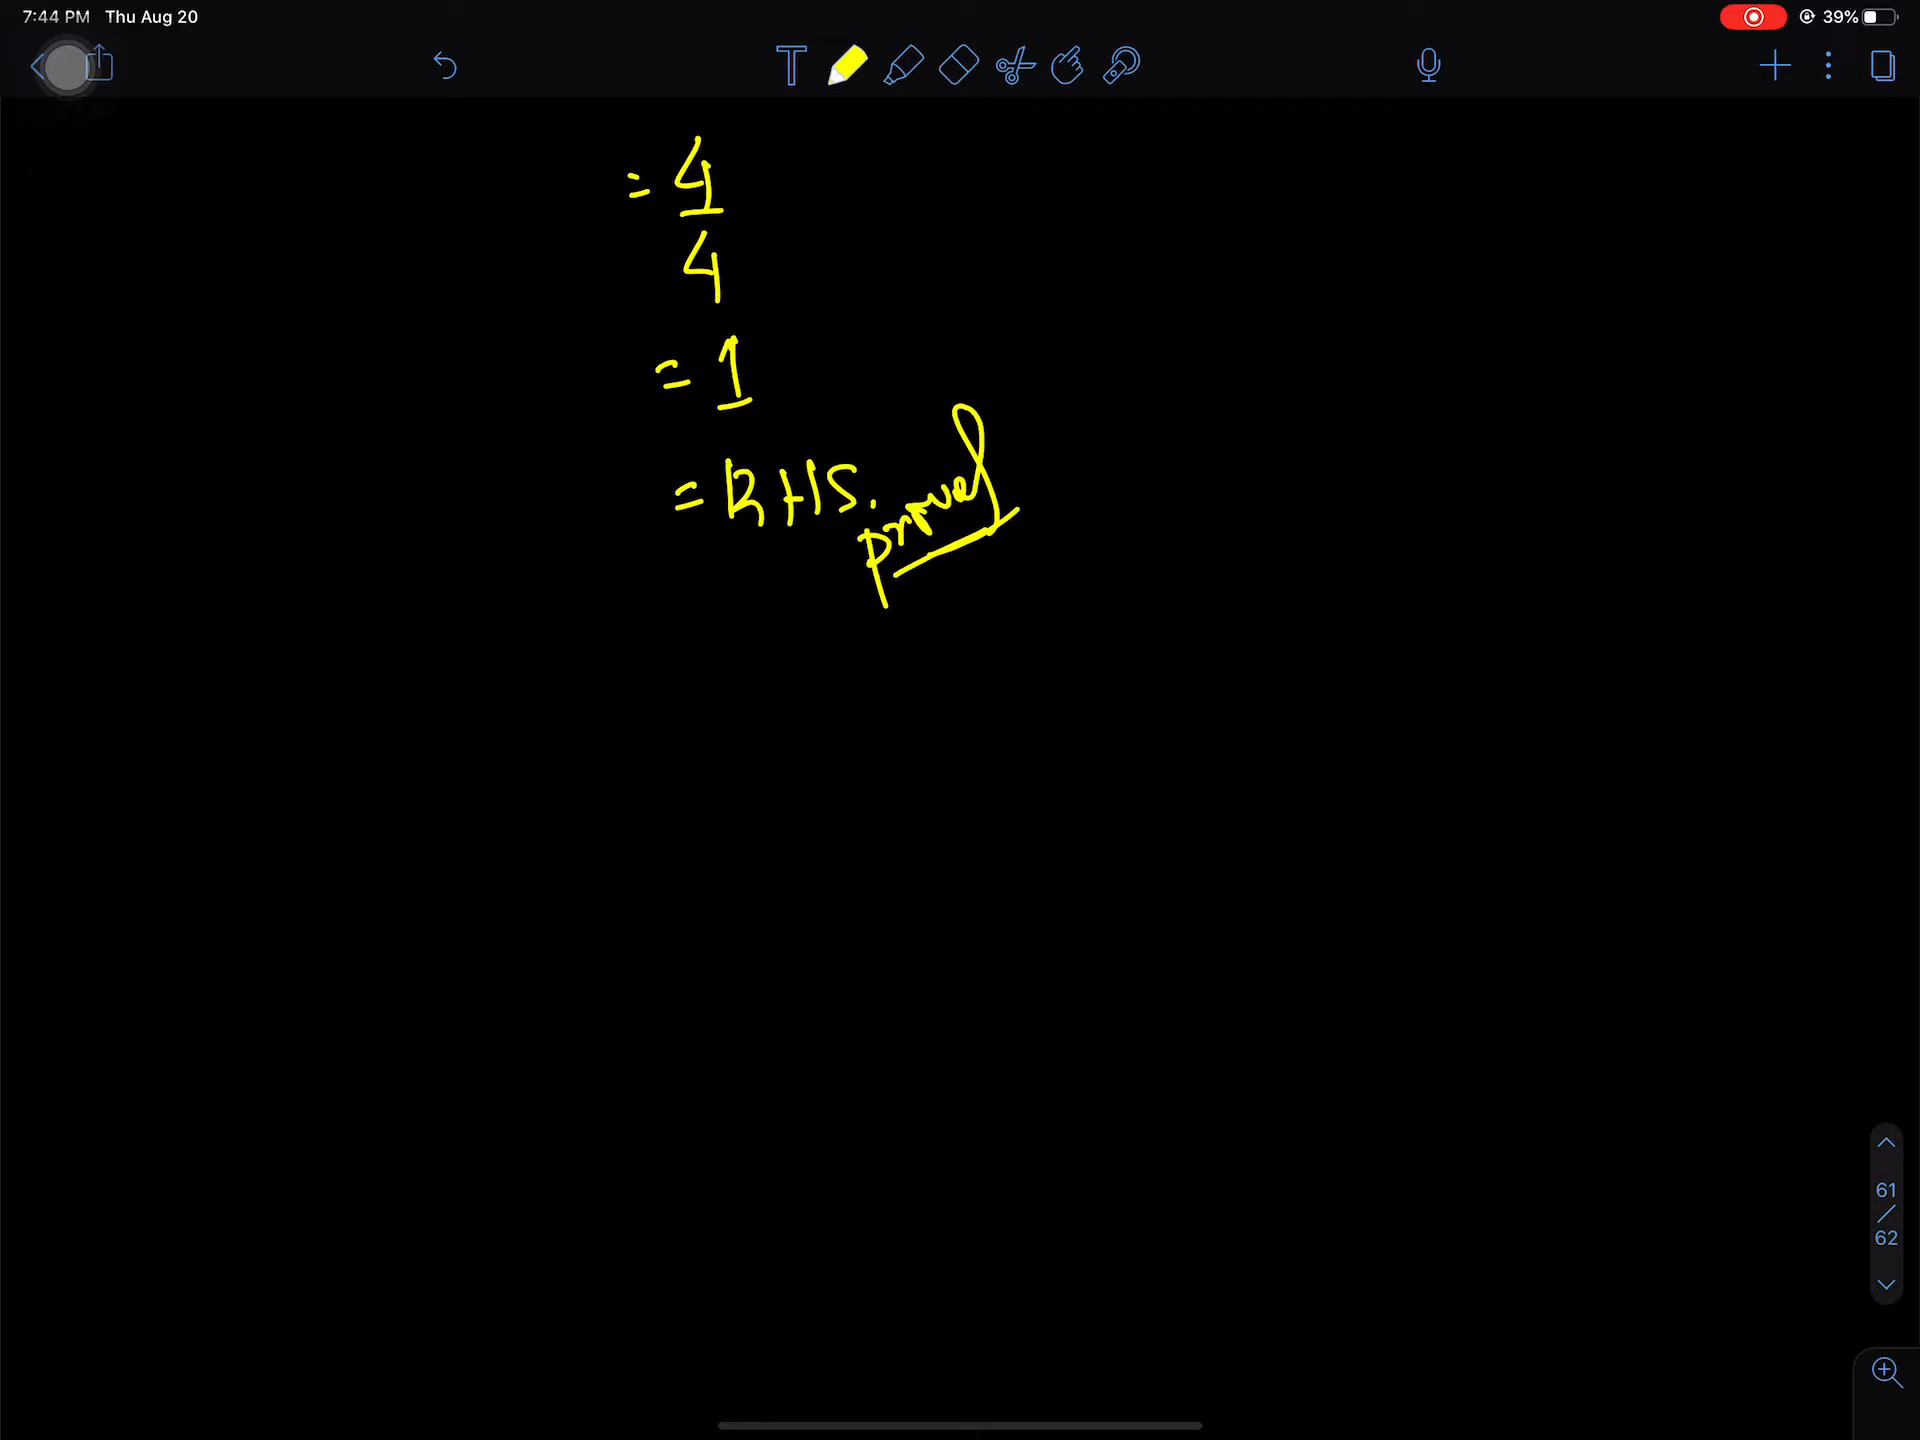 7:44 PM Thu Aug 20
39%
= 4/4
= 1
= RHS.
proved
61
/
62